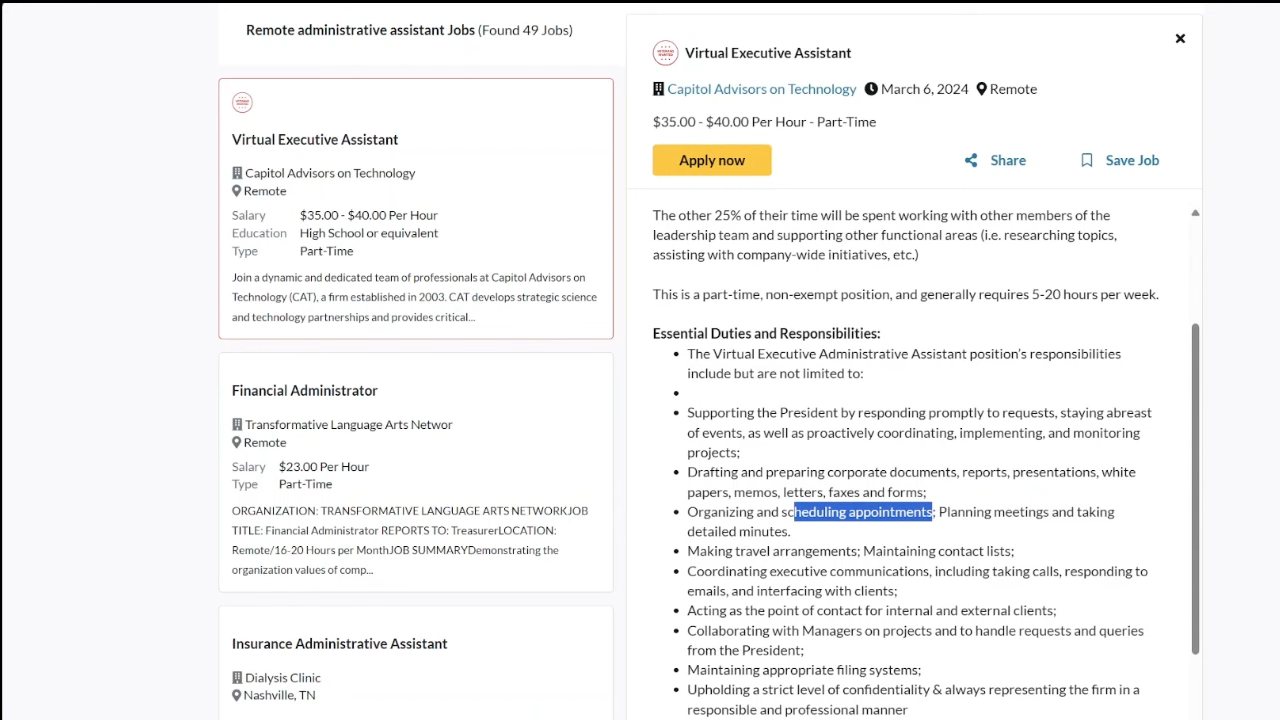 Remote administrative assistant Jobs (Found 49 Jobs)
Virtual Executive Assistant
Capitol Advisors on Technology
Remote
Salary $35.00 - $40.00 Per Hour
Education High School or equivalent
Type Part-Time
Join a dynamic and dedicated team of professionals at Capitol Advisors on
Technology (CAT), a firm established in 2003. CAT develops strategic science
and technology partnerships and provides critical...
Financial Administrator
Transformative Language Arts Networ
Remote
Salary $23.00 Per Hour
Type Part-Time
ORGANIZATION: TRANSFORMATIVE LANGUAGE ARTS NETWORKJOB
TITLE: Financial Administrator REPORTS TO: TreasurerLOCATION:
Remote/16-20 Hours per MonthJOB SUMMARYDemonstrating the
organization values of comp...
Insurance Administrative Assistant
Dialysis Clinic
Nashville, TN
Virtual Executive Assistant
Capitol Advisors on Technology March 6, 2024 Remote
$35.00 - $40.00 Per Hour - Part-Time
Apply now Share Save Job
The other 25% of their time will be spent working with other members of the
leadership team and supporting other functional areas (i.e. researching topics,
assisting with company-wide initiatives, etc.)
This is a part-time, non-exempt position, and generally requires 5-20 hours per week.
Essential Duties and Responsibilities:
• The Virtual Executive Administrative Assistant position's responsibilities
include but are not limited to:
•
• Supporting the President by responding promptly to requests, staying abreast
of events, as well as proactively coordinating, implementing, and monitoring
projects;
• Drafting and preparing corporate documents, reports, presentations, white
papers, memos, letters, faxes and forms;
• Organizing and scheduling appointments; Planning meetings and taking
detailed minutes.
• Making travel arrangements; Maintaining contact lists;
• Coordinating executive communications, including taking calls, responding to
emails, and interfacing with clients;
• Acting as the point of contact for internal and external clients;
• Collaborating with Managers on projects and to handle requests and queries
from the President;
• Maintaining appropriate filing systems;
• Upholding a strict level of confidentiality & always representing the firm in a
responsible and professional manner